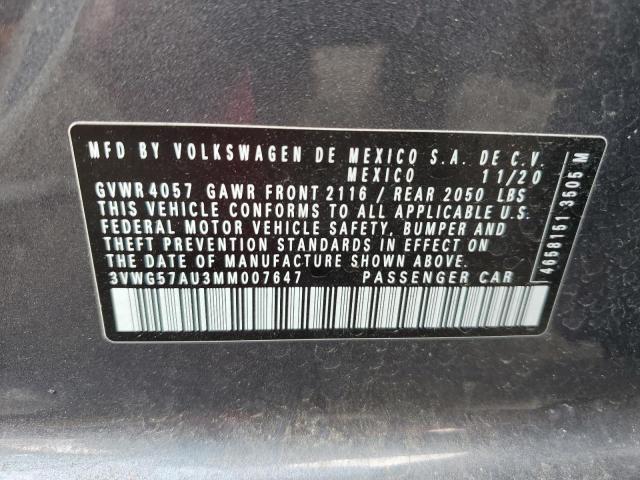 MFD BY VOLKSWAGEN DE MEXICO S.A. DE C.V.
MEXICO 11/20
GVWR 4057 GAWR FRONT 2116 / REAR 2050 LBS
THIS VEHICLE CONFORMS TO ALL APPLICABLE U.S.
FEDERAL MOTOR VEHICLE SAFETY, BUMPER AND
THEFT PREVENTION STANDARDS IN EFFECT ON
THE DATE OF MANUFACTURE SHOWN ABOVE.
3VWG57AU3MM007647 PASSENGER CAR
4658151 3505 M